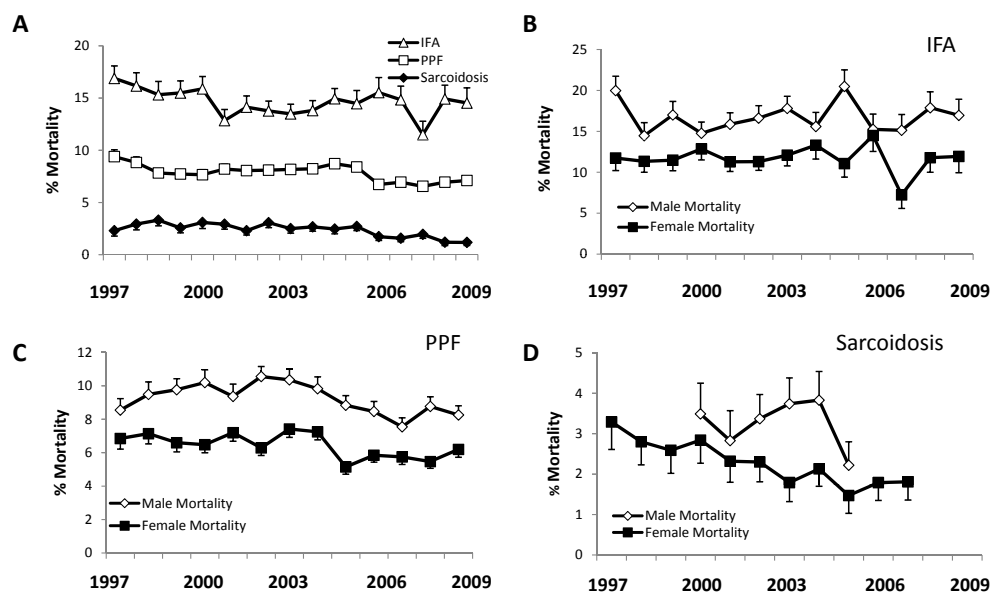 A
% Mortality
20
15
10
5
0
IFA
PPF
Sarcoidosis
1997 2000 2003 2006 2009
B
IFA
% Mortality
25
20
15
10
5
0
Male Mortality
Female Mortality
1997 2000 2003 2006 2009
C
PPF
% Mortality
12
10
8
6
4
2
0
Male Mortality
Female Mortality
1997 2000 2003 2006 2009
D
Sarcoidosis
% Mortality
5
4
3
2
1
0
Male Mortality
Female Mortality
1997 2000 2003 2006 2009